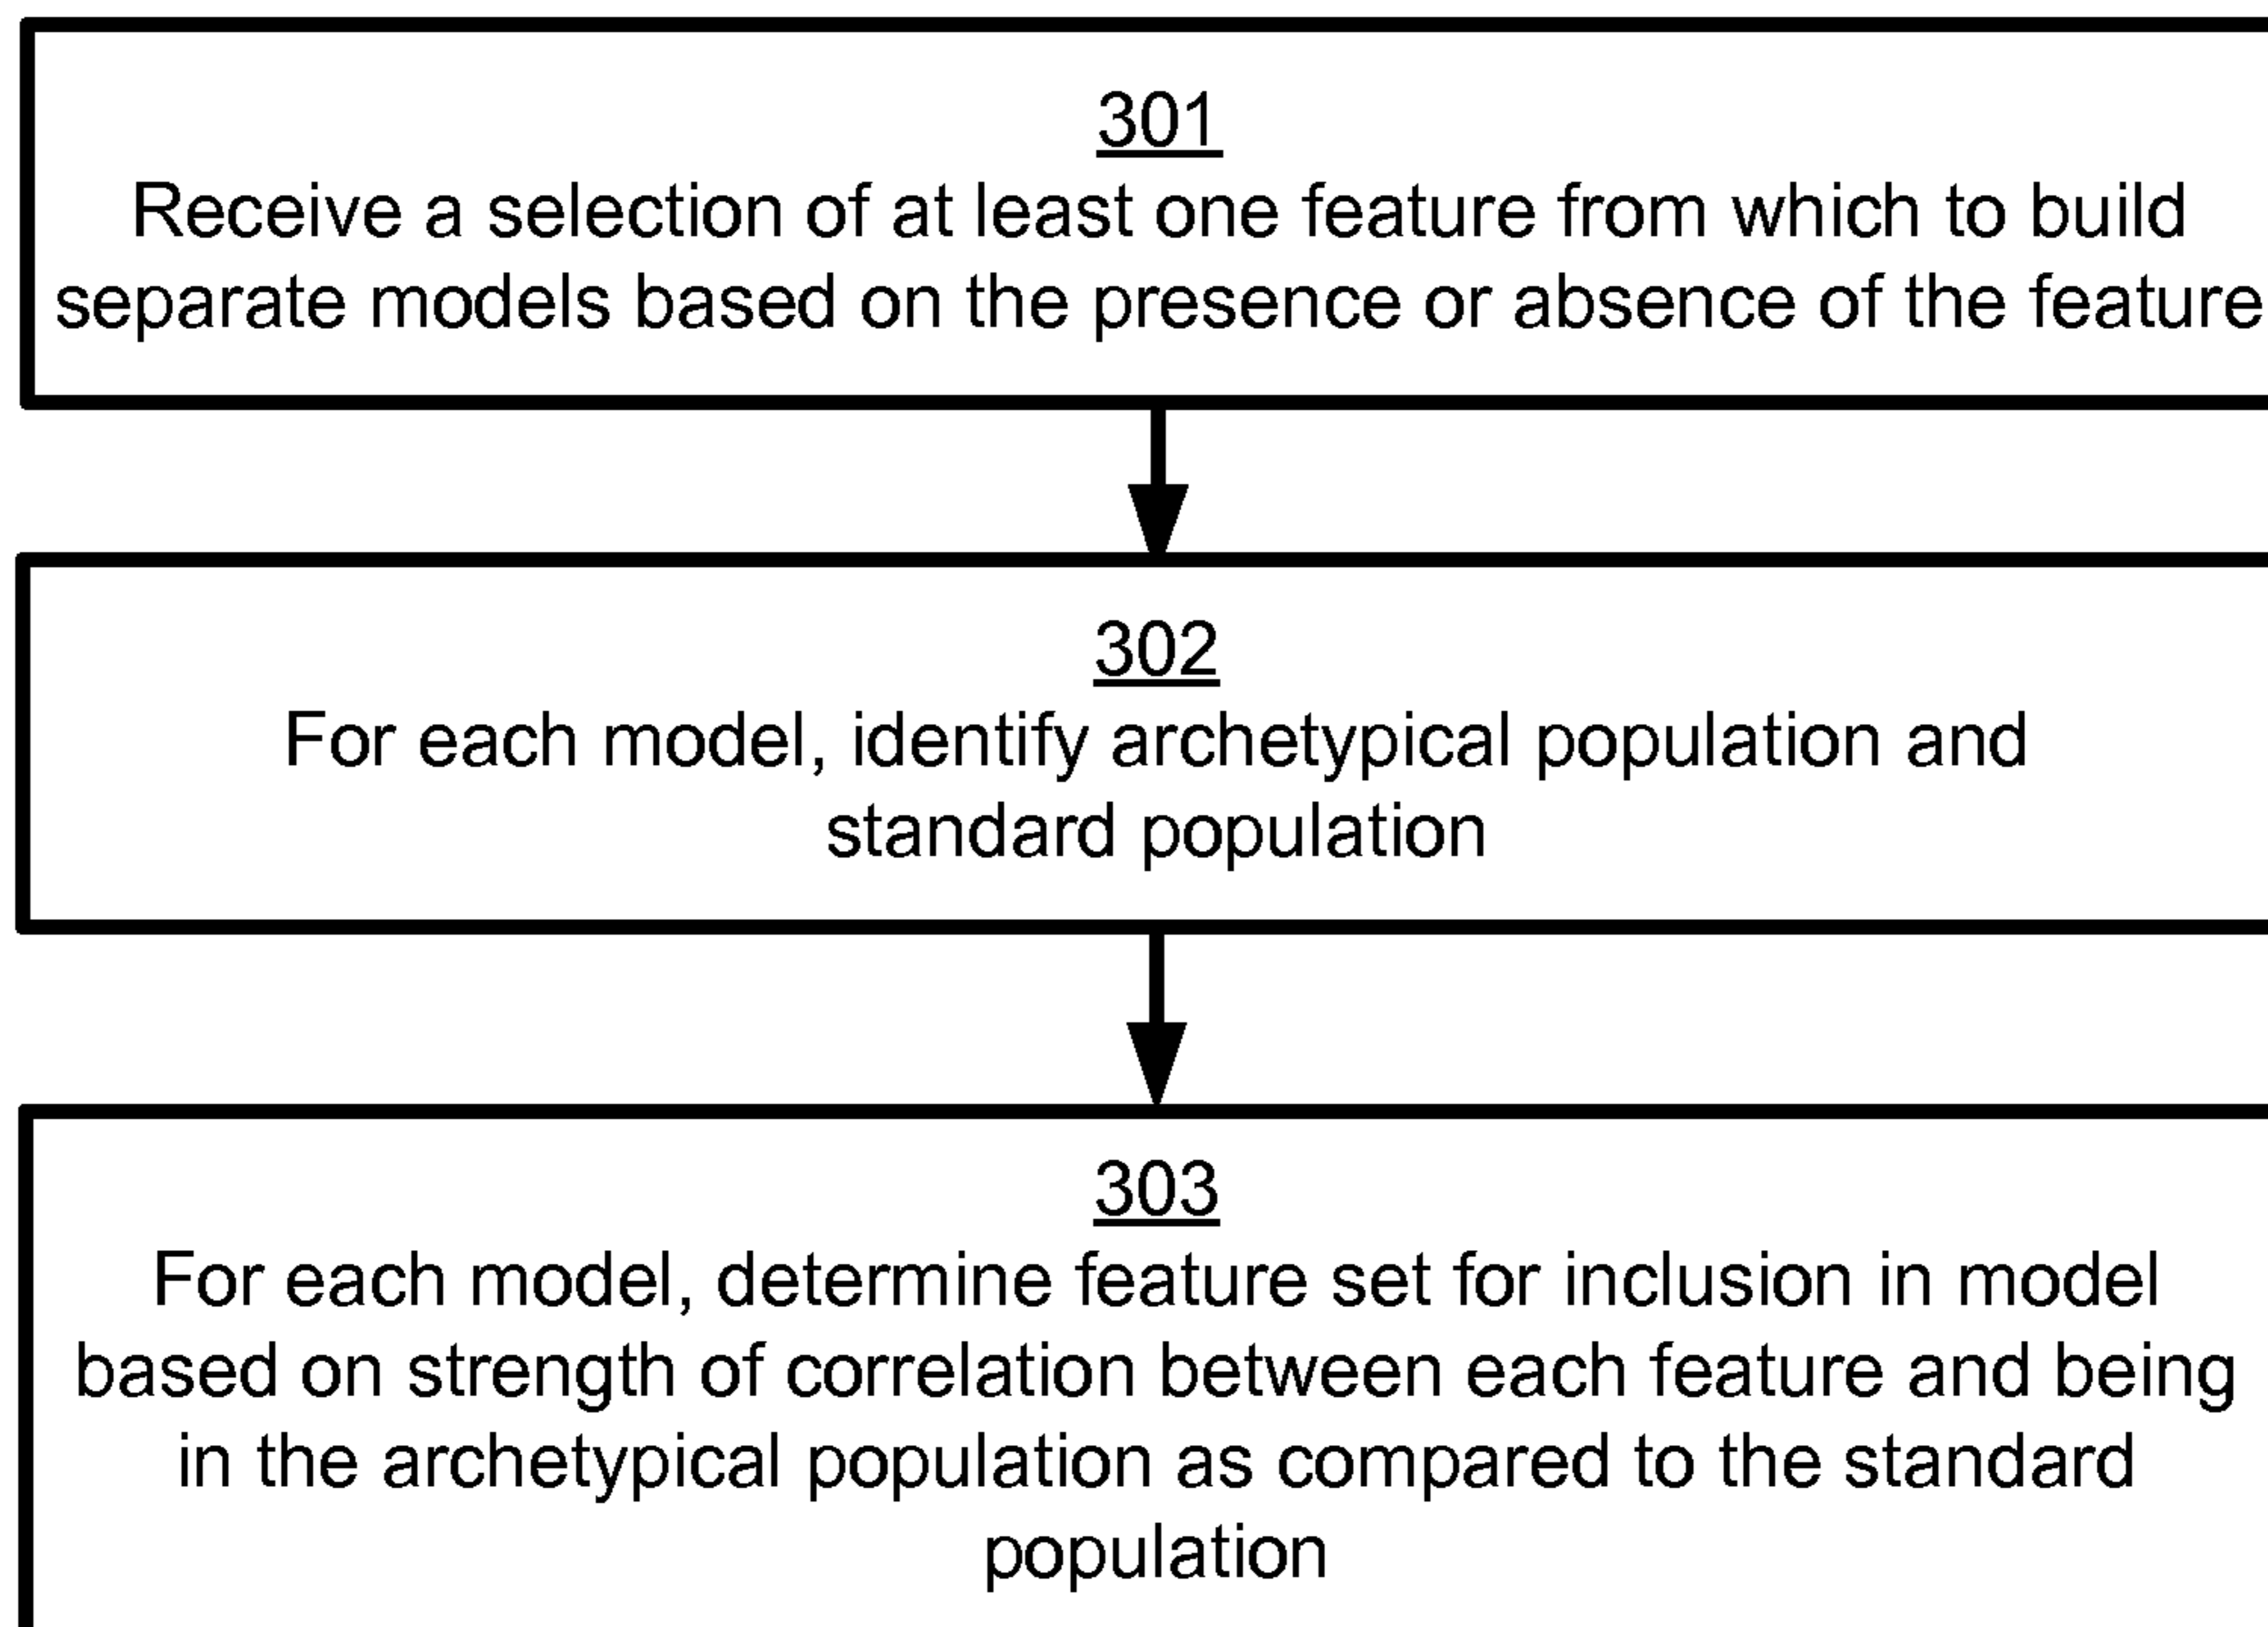 301
Receive a selection of at least one feature from which to build
separate models based on the presence or absence of the feature
302
For each model, identify archetypical population and
standard population
303
For each model, determine feature set for inclusion in model
based on strength of correlation between each feature and being
in the archetypical population as compared to the standard
population